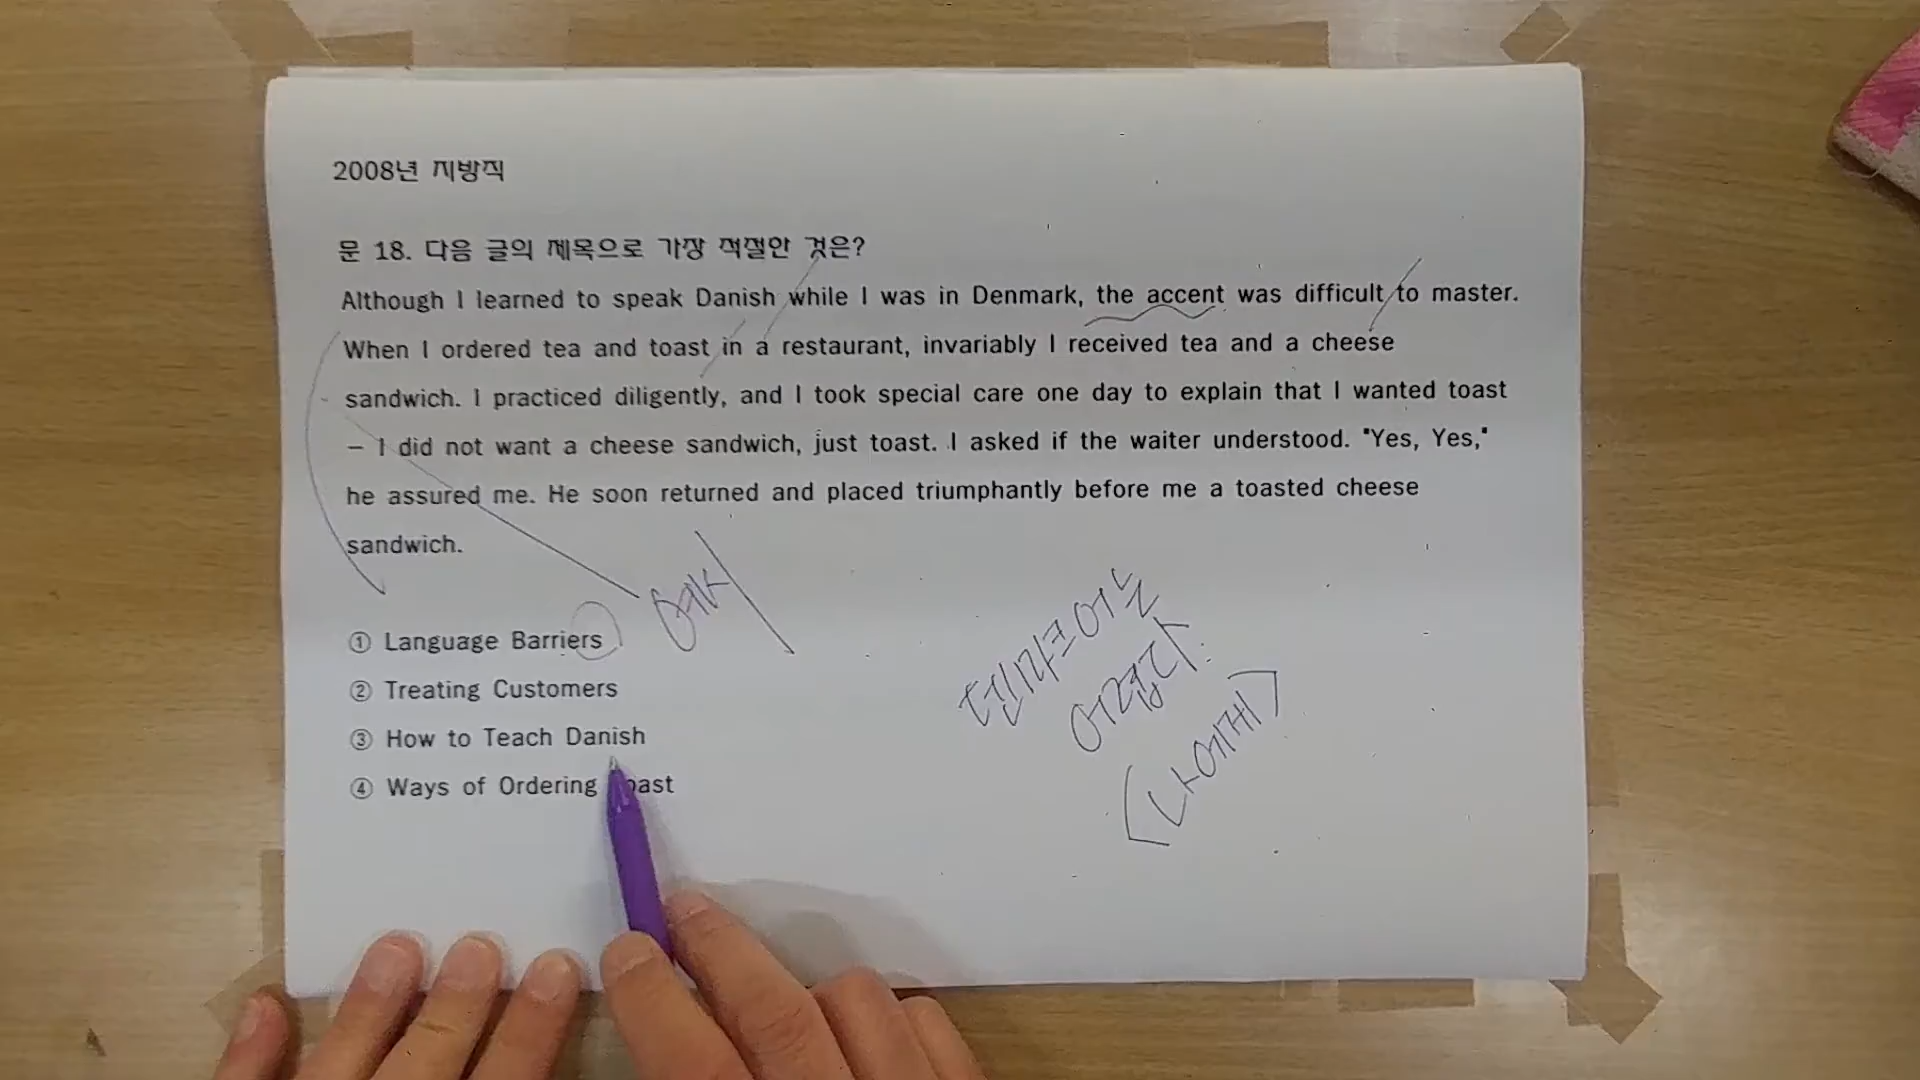 2008년 지방직
문 18. 다음 글의 제목으로 가장 적절한 것은?
Although I learned to speak Danish while I was in Denmark, the accent was difficult to master.
When I ordered tea and toast in a restaurant, invariably I received tea and a cheese
sandwich. I practiced diligently, and I took special care one day to explain that I wanted toast
– I did not want a cheese sandwich, just toast. I asked if the waiter understood. "Yes, Yes,"
he assured me. He soon returned and placed triumphantly before me a toasted cheese
sandwich.
예시
① Language Barriers
② Treating Customers
③ How to Teach Danish
④ Ways of Ordering oast
덴마크어는
어렵다.
(나에게)